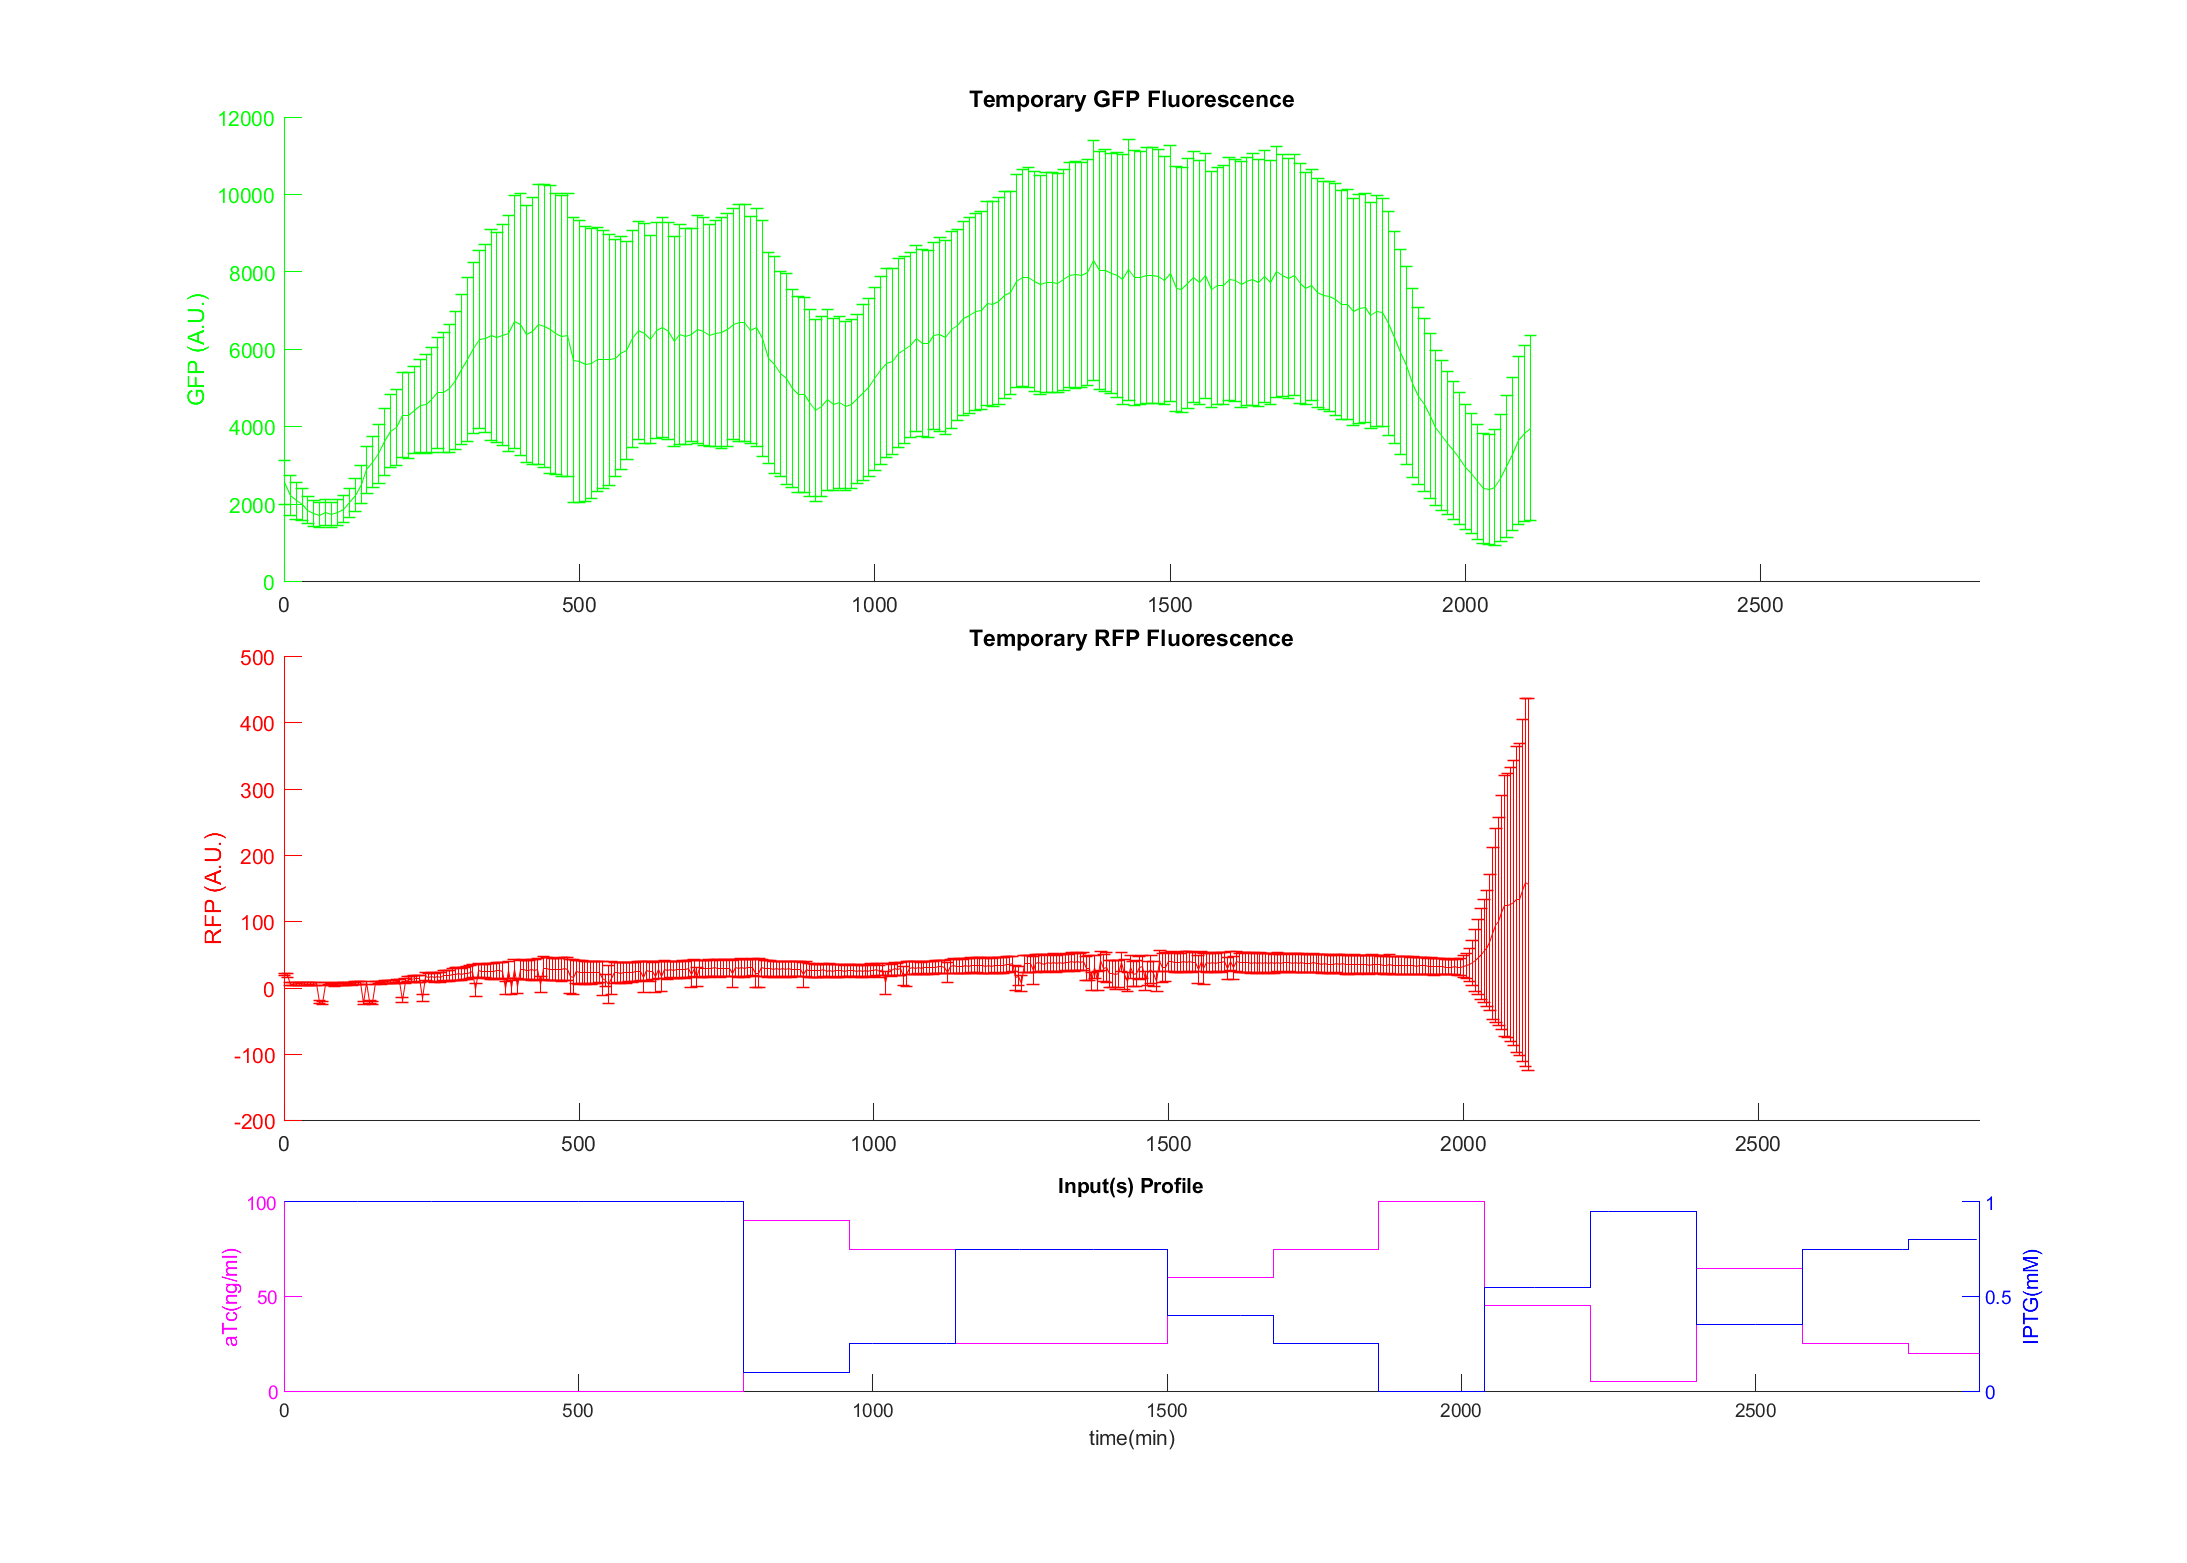 Temporary GFP Fluorescence
12000
10000
8000
6000
4000
2000
0
GFP (A.U.)
0 500 1000 1500 2000 2500
Temporary RFP Fluorescence
500
400
300
200
100
0
-100
-200
RFP (A.U.)
0 500 1000 1500 2000 2500
Input(s) Profile
100
50
0
aTc(ng/ml)
1
0.5
0
IPTG(mM)
0 500 1000 1500 2000 2500
time(min)